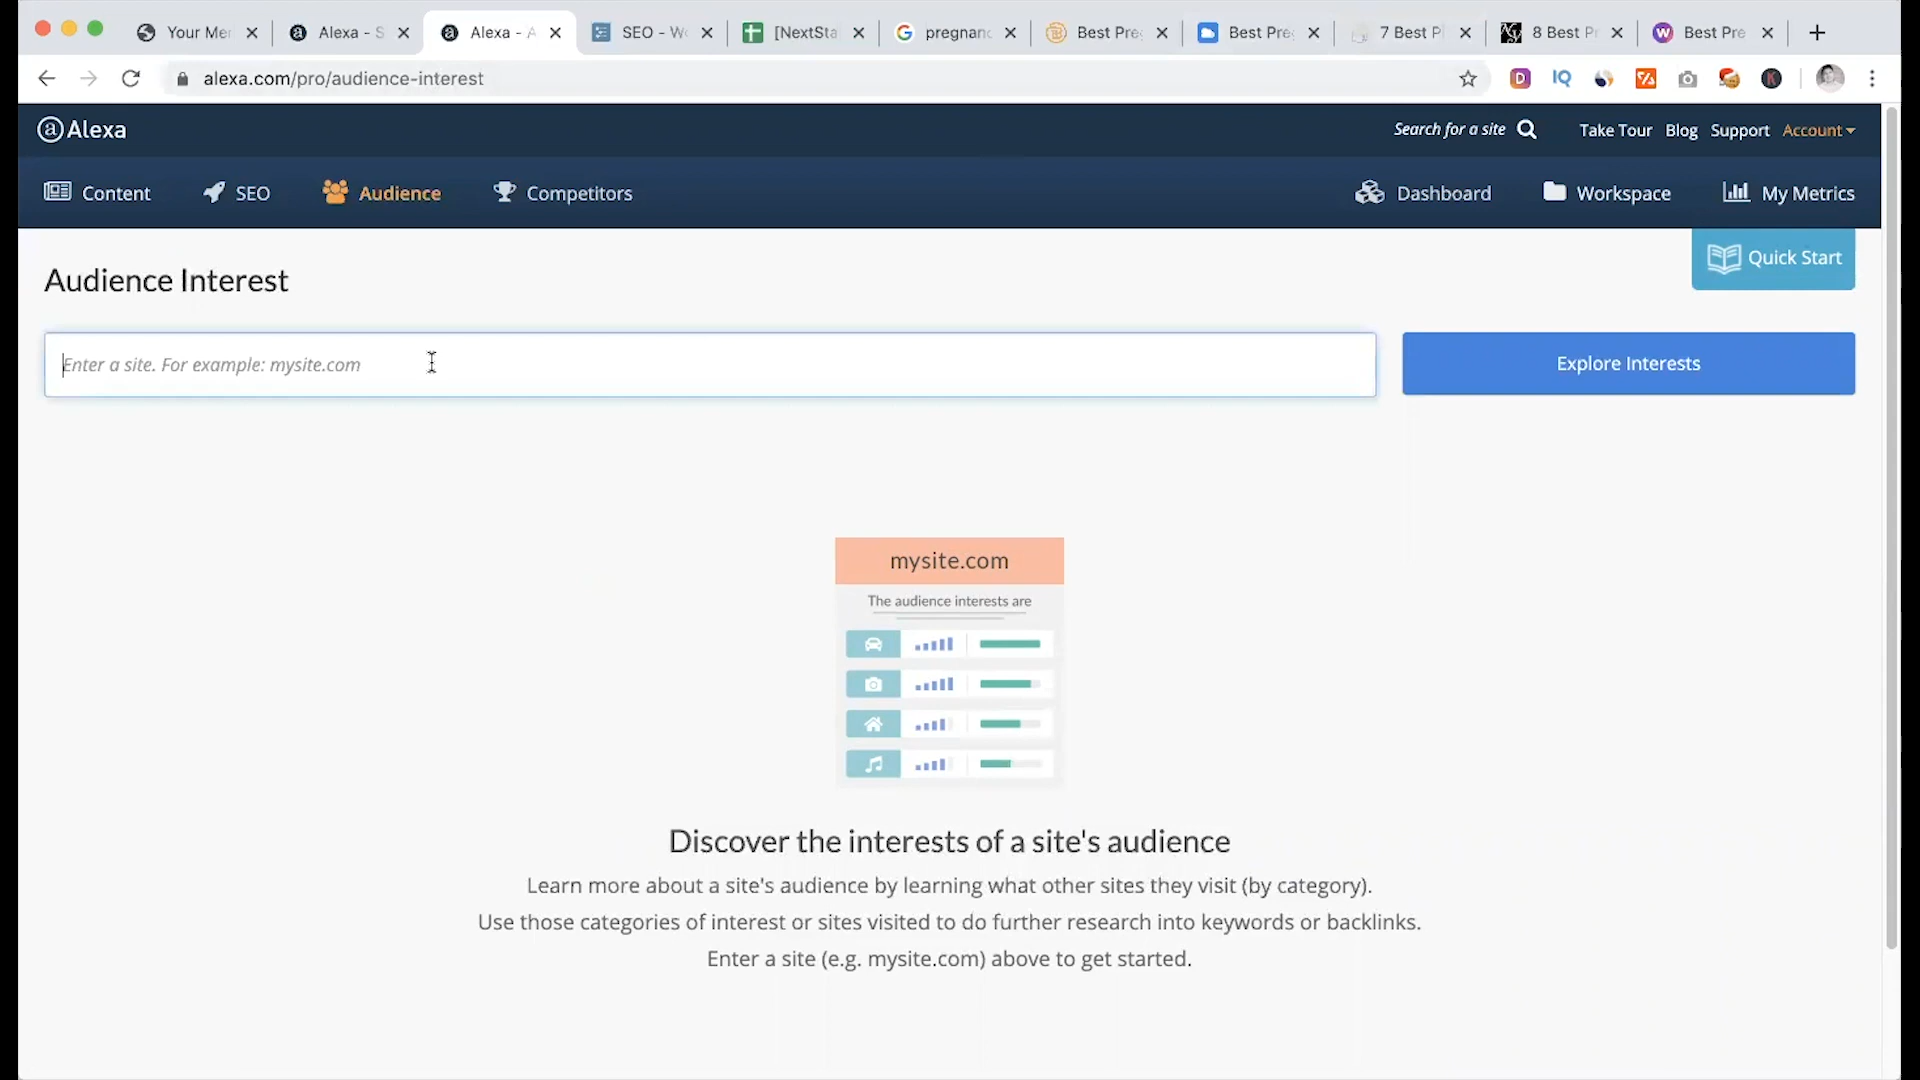 Your Mer
Alexa - S
Alexa - A
SEO - Wo
[NextSta
pregnanc
Best Pre
Best Pre
7 Best P
8 Best P
Best Pre
alexa.com/pro/audience-interest
D
IQ
K
Alexa
Search for a site
Take Tour
Blog
Support
Account
Content
SEO
Audience
Competitors
Dashboard
Workspace
My Metrics
Quick Start
Audience Interest
Enter a site. For example: mysite.com
Explore Interests
mysite.com
The audience interests are
Discover the interests of a site's audience
Learn more about a site's audience by learning what other sites they visit (by category).
Use those categories of interest or sites visited to do further research into keywords or backlinks.
Enter a site (e.g. mysite.com) above to get started.